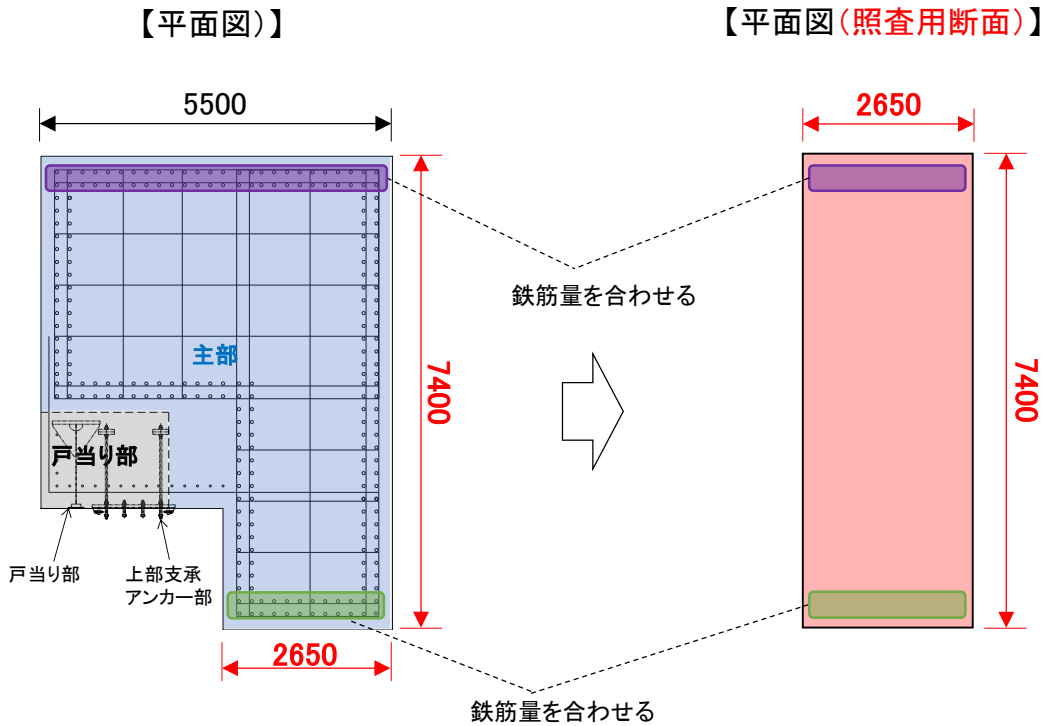 【平面図)】
【平面図(照査用断面)】
5500
2650
鉄筋量を合わせる
主部
7400
7400
戸当り部
戸当り部
上部支承
アンカー部
2650
鉄筋量を合わせる